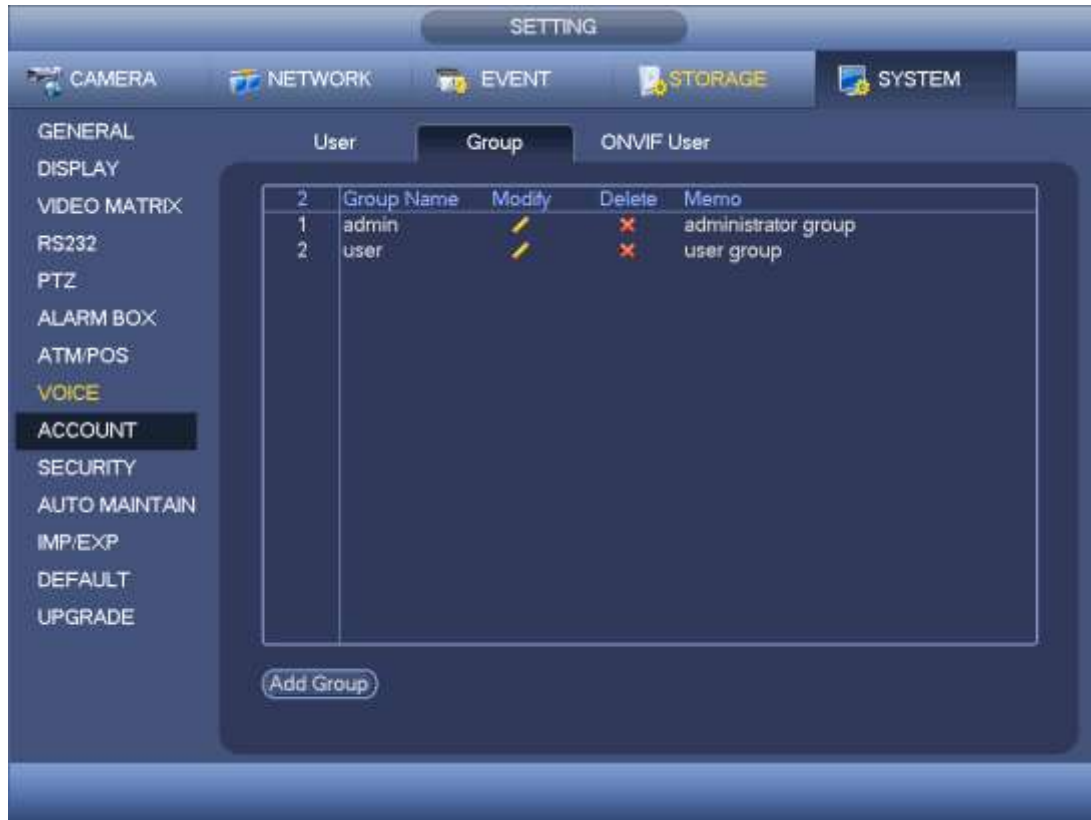 SETTING
CAMERA NETWORK EVENT STORAGE SYSTEM
GENERAL
DISPLAY
VIDEO MATRIX
RS232
PTZ
ALARM BOX
ATM/POS
VOICE
ACCOUNT
SECURITY
AUTO MAINTAIN
IMP/EXP
DEFAULT
UPGRADE
User Group ONVIF User
2 Group Name Modify Delete Memo
1 admin administrator group
2 user user group
Add Group